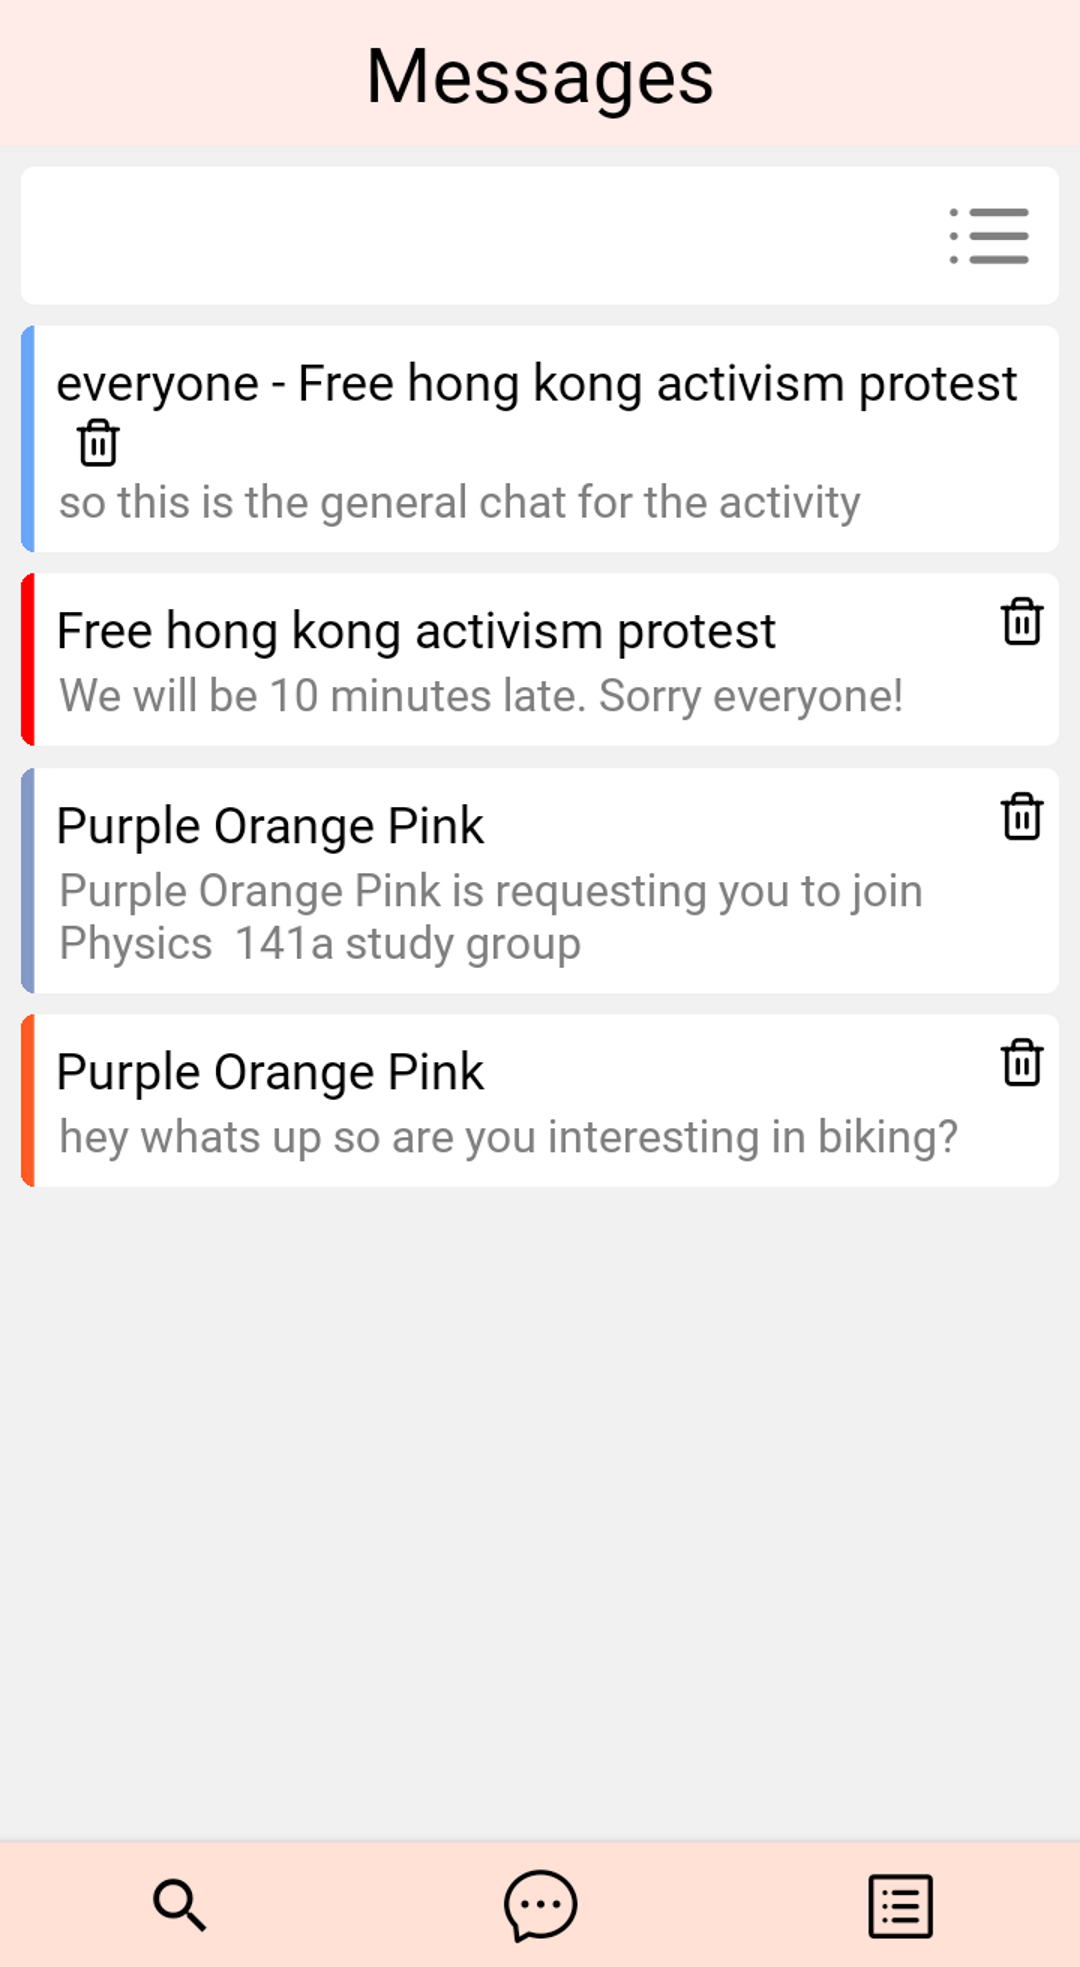 Messages
everyone - Free hong kong activism protest
so this is the general chat for the activity
Free hong kong activism protest
We will be 10 minutes late. Sorry everyone!
Purple Orange Pink
Purple Orange Pink is requesting you to join
Physics  141a study group
Purple Orange Pink
hey whats up so are you interesting in biking?